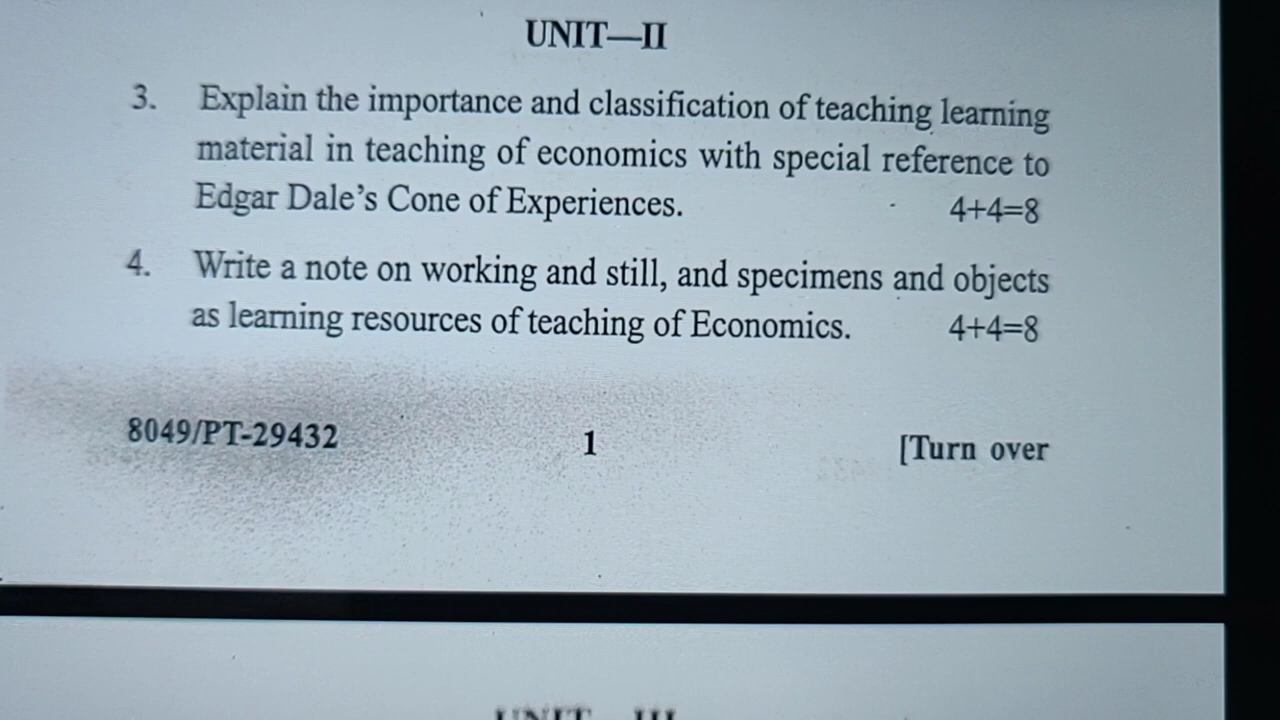 UNIT—II
3. Explain the importance and classification of teaching learning
material in teaching of economics with special reference to
Edgar Dale's Cone of Experiences. 4+4=8
4. Write a note on working and still, and specimens and objects
as learning resources of teaching of Economics. 4+4=8
8049/PT-29432 1 [Turn over